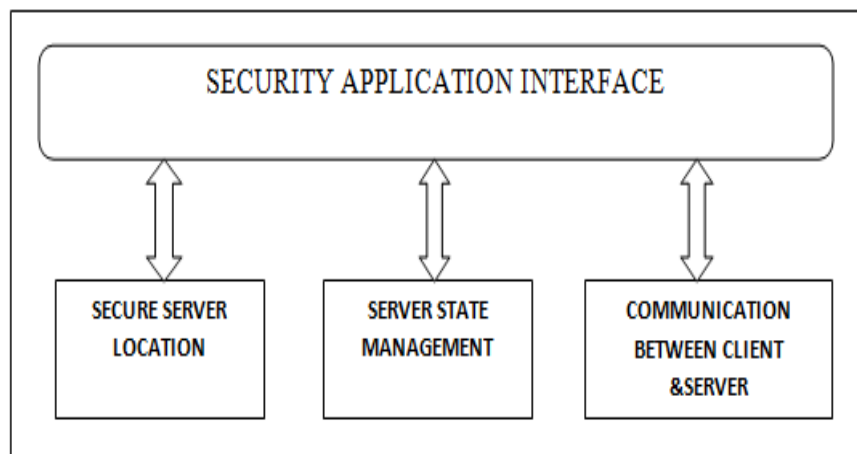 SECURITY APPLICATION INTERFACE
SECURE SERVER
LOCATION
SERVER STATE
MANAGEMENT
COMMUNICATION
BETWEEN CLIENT
&SERVER